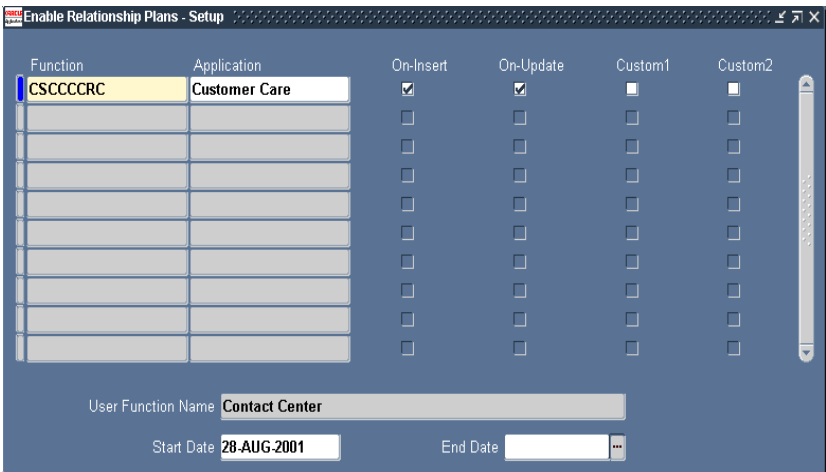 Enable Relationship Plans - Setup
Function Application On-Insert On-Update Custom1 Custom2
CSCCCCRC Customer Care
User Function Name Contact Center
Start Date 28-AUG-2001 End Date ...